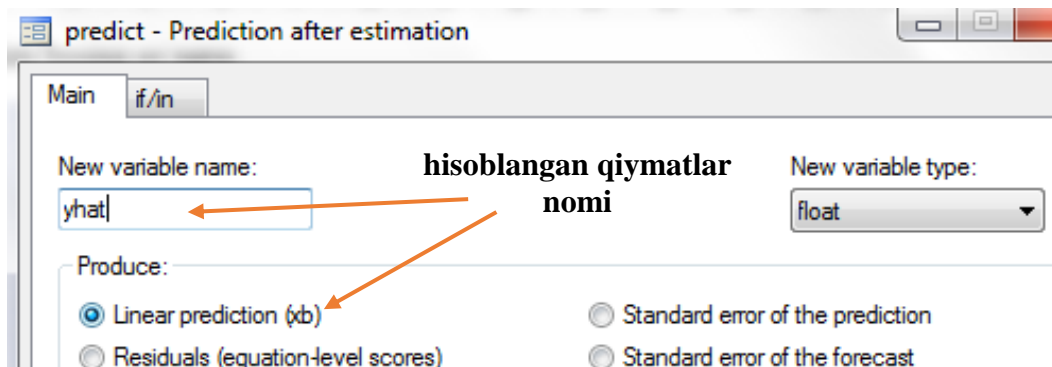 predict - Prediction after estimation
Main
if/in
New variable name:
hisoblangan qiymatlar
nomi
New variable type:
yhat
float
Produce:
Linear prediction (xb)
Standard error of the prediction
Residuals (equation-level scores)
Standard error of the forecast